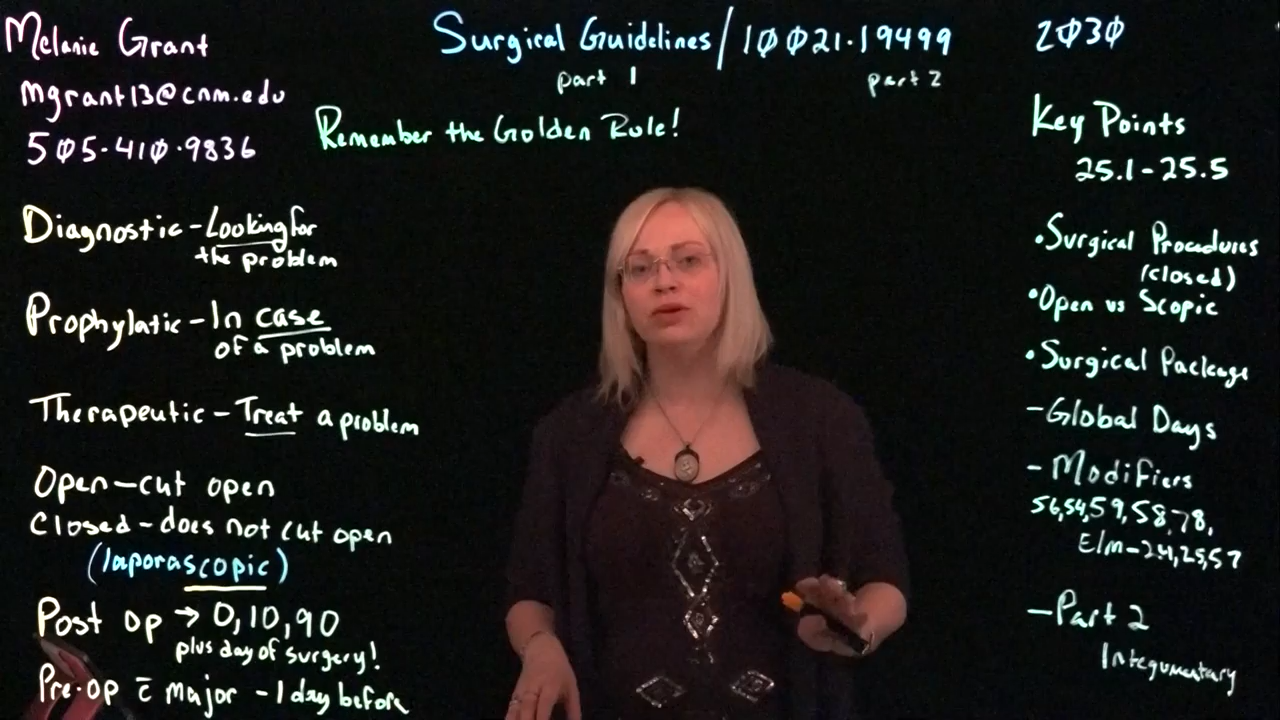 Melanie Grant
mgrant13@cnm.edu
505-410-9836
Surgical Guidelines/10021-19499
part 1 part 2
Remember the Golden Rule!
2030
Diagnostic - Looking for
the problem
Prophylatic - In case
of a problem
Therapeutic - Treat a problem
Open - cut open
Closed - does not cut open
(laporascopic)
Post op → 0,10,90
plus day of surgery!
Pre-op c̄ major - 1 day before
Key Points
25.1 - 25.5
• Surgical Procedures
(closed)
• Open vs Scopic
• Surgical Package
- Global Days
- Modifiers
56,54,59,58,78,
E/m - 24,25,57
- Part 2
Integumentary